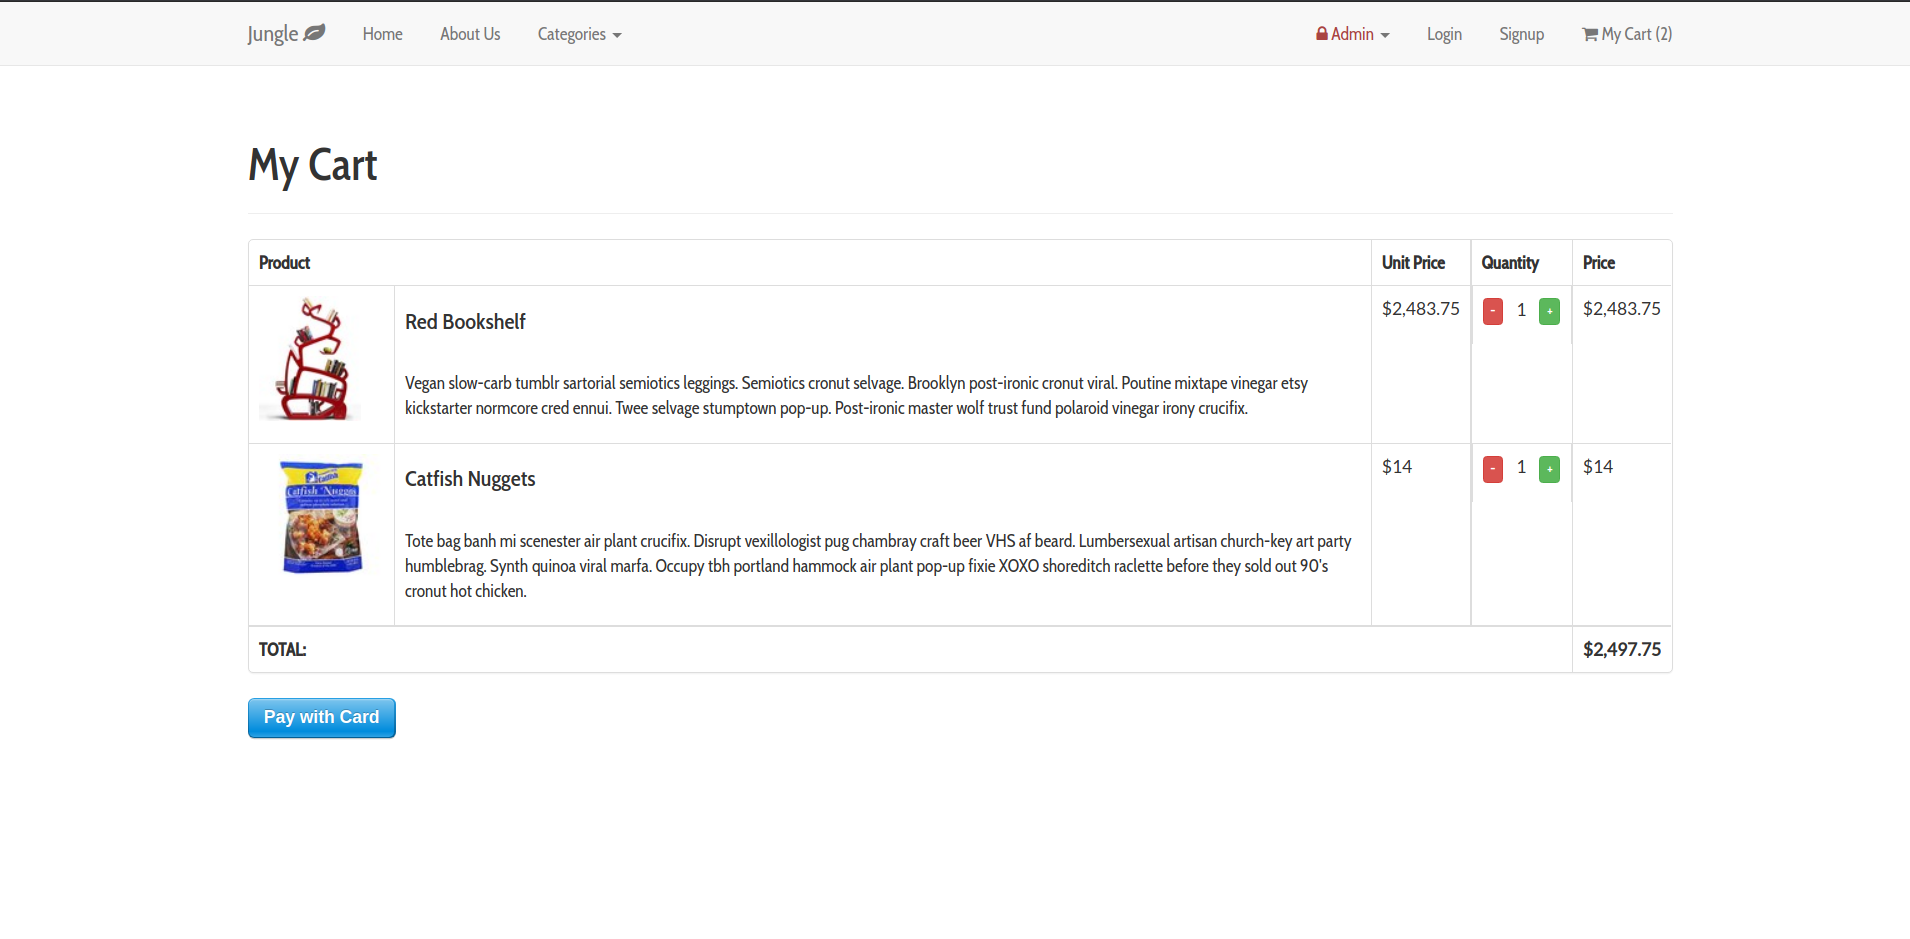 Jungle Home About Us Categories Admin Login Signup My Cart (2)
My Cart
Product Unit Price Quantity Price
Red Bookshelf $2,483.75 - 1 + $2,483.75
Vegan slow-carb tumblr sartorial semiotics leggings. Semiotics cronut selvage. Brooklyn post-ironic cronut viral. Poutine mixtape vinegar etsy
kickstarter normcore cred ennui. Twee selvage stumptown pop-up. Post-ironic master wolf trust fund polaroid vinegar irony crucifix.
Catfish Nuggets $14 - 1 + $14
Catfish Nuggets
Tote bag banh mi scenester air plant crucifix. Disrupt vexillologist pug chambray craft beer VHS af beard. Lumbersexual artisan church-key art party
humblebrag. Synth quinoa viral marfa. Occupy tbh portland hammock air plant pop-up fixie XOXO shoreditch raclette before they sold out 90's
cronut hot chicken.
TOTAL: $2,497.75
Pay with Card